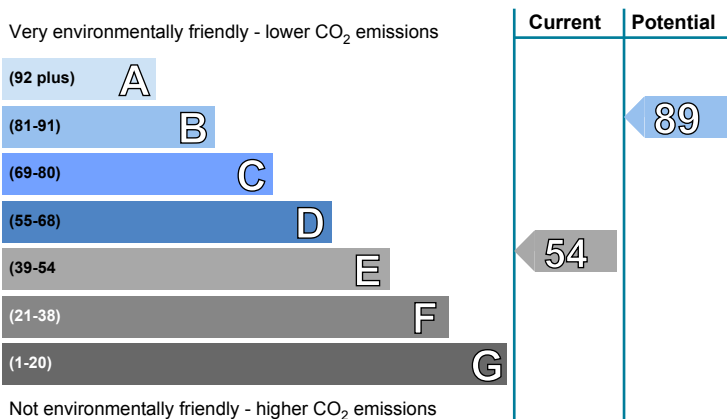 Current Potential
Very environmentally friendly - lower CO₂ emissions
(92 plus) A
(81-91) B 89
(69-80) C
(55-68) D
(39-54 E 54
(21-38) F
(1-20) G
Not environmentally friendly - higher CO₂ emissions